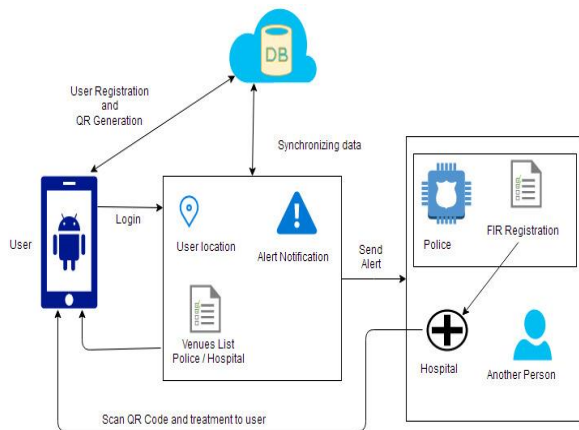 DB
User Registration
and
QR Generation
Synchronizing data
User
Login
User location
Alert Notification
Send
Alert
Police
FIR Registration
Venues List
Police / Hospital
Hospital
Another Person
Scan QR Code and treatment to user